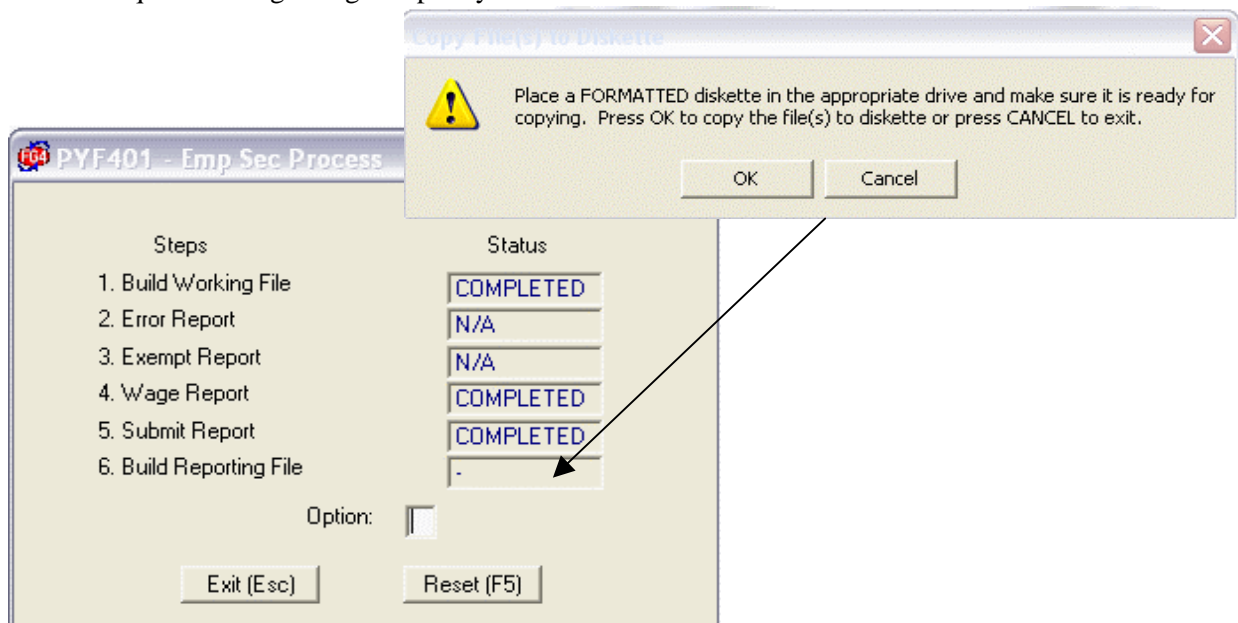 Copy File(s) to Diskette
Place a FORMATTED diskette in the appropriate drive and make sure it is ready for
copying. Press OK to copy the file(s) to diskette or press CANCEL to exit.
OK Cancel
FG4 PYF401 - Emp Sec Process
Steps Status
1. Build Working File COMPLETED
2. Error Report N/A
3. Exempt Report N/A
4. Wage Report COMPLETED
5. Submit Report COMPLETED
6. Build Reporting File -
Option:
Exit (Esc) Reset (F5)